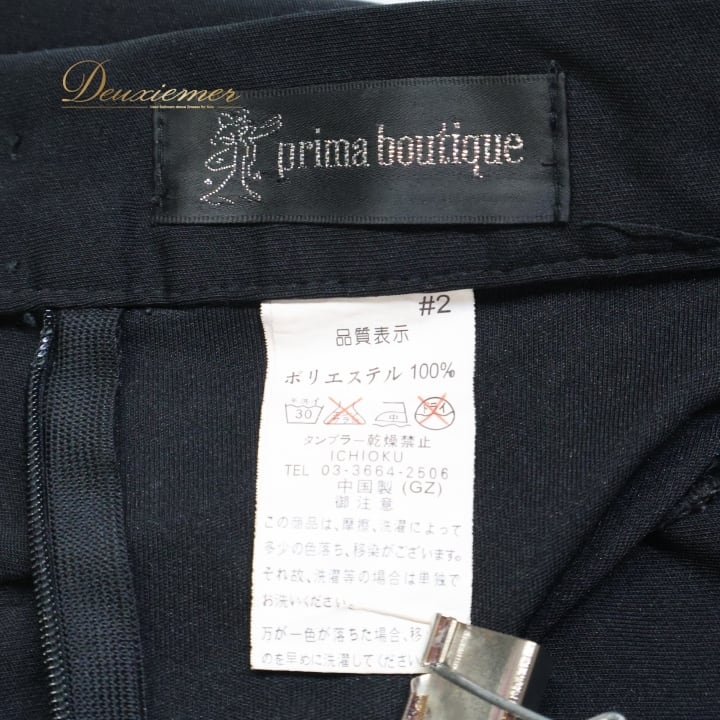 Deuxiemer
prima boutique
#2
品質表示
ポリエステル 100%
30 中 ドライ
タンブラー乾燥禁止
ICHIOKU
TEL 03-3664-2506
中国製 (GZ)
御注意
この商品は、摩擦、洗濯によって
多少の色落ち、移染がございます。
それ故、洗濯等の場合は単独で
お洗いください。
万が一色が落ちた場合、移
のを早めに洗濯してください